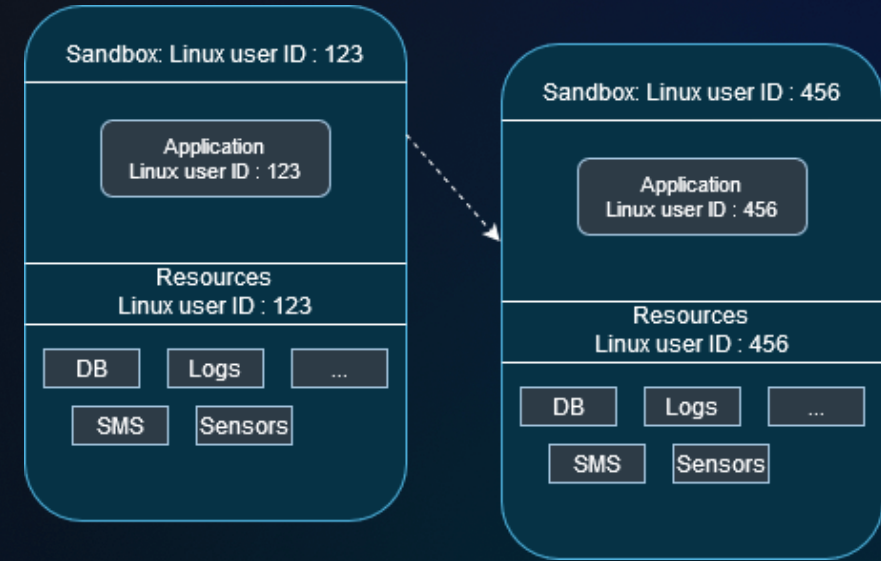 Sandbox: Linux user ID : 123
Application
Linux user ID : 123
Resources
Linux user ID : 123
DB
Logs
...
SMS
Sensors
Sandbox: Linux user ID : 456
Application
Linux user ID : 456
Resources
Linux user ID : 456
DB
Logs
...
SMS
Sensors